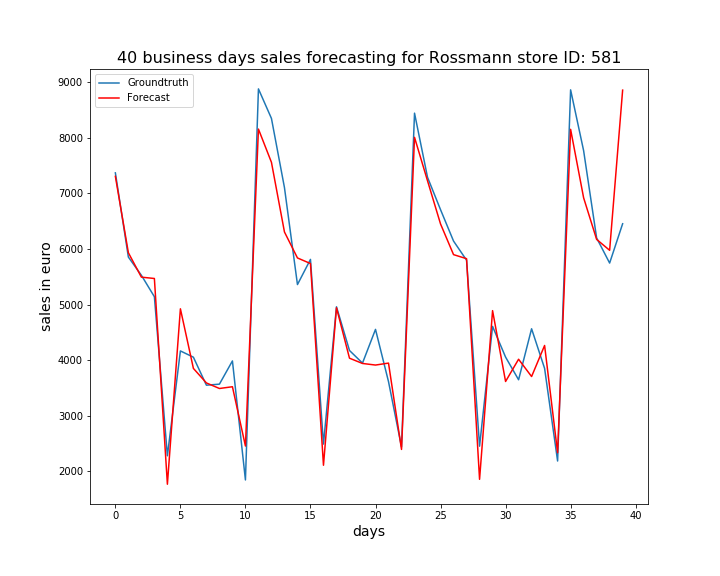 40 business days sales forecasting for Rossmann store ID: 581
Groundtruth
Forecast
sales in euro
9000
8000
7000
6000
5000
4000
3000
2000
0 5 10 15 20 25 30 35 40
days